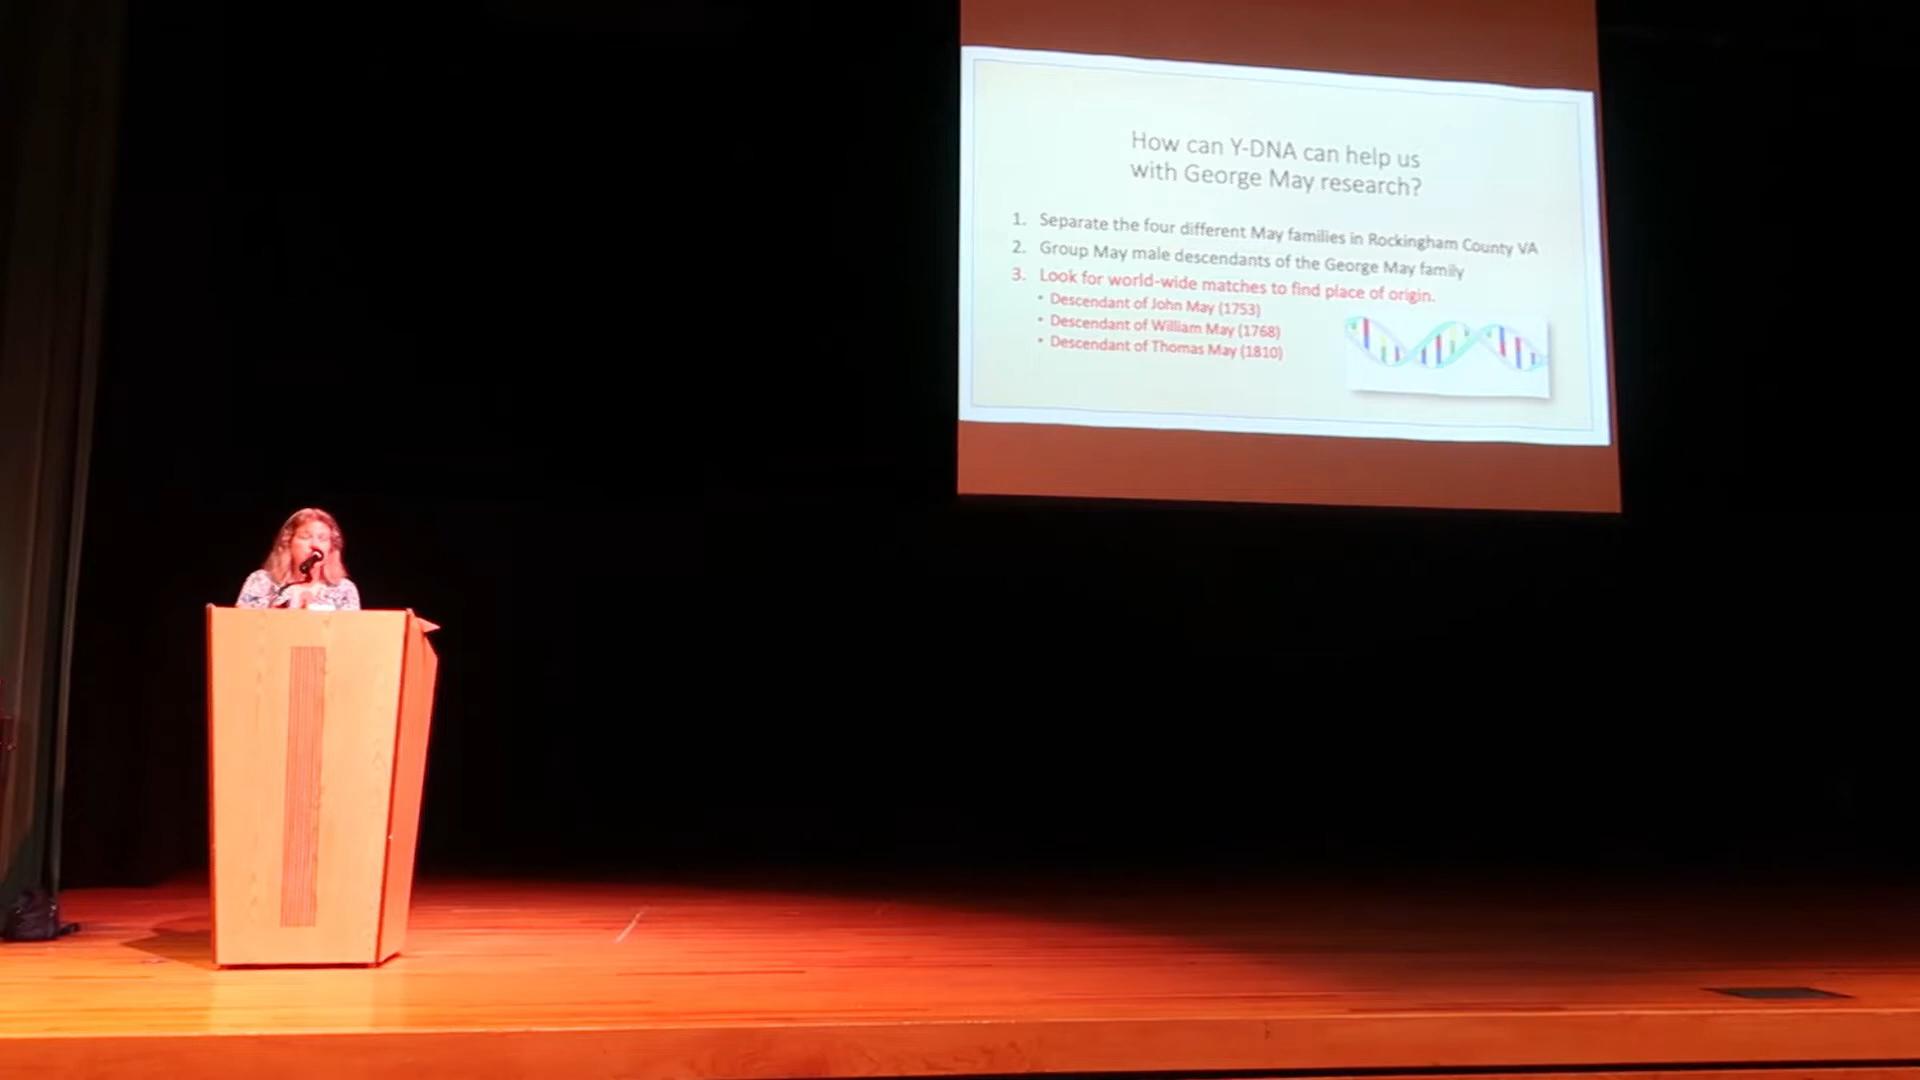 How can Y-DNA can help us
with George May research?
1. Separate the four different May families in Rockingham County VA
2. Group May male descendants of the George May family
3. Look for world-wide matches to find place of origin.
• Descendant of John May (1753)
• Descendant of William May (1768)
• Descendant of Thomas May (1810)